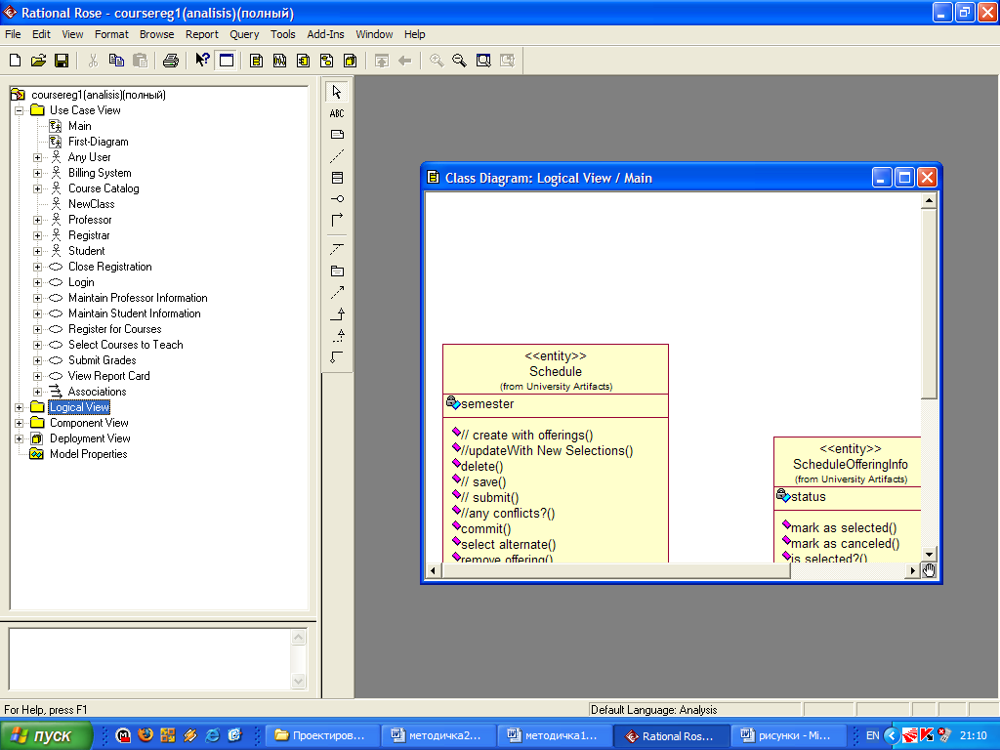 Rational Rose - coursereg1(analisis)(полный)
File Edit View Format Browse Report Query Tools Add-Ins Window Help
coursereg1(analisis)(полный)
Use Case View
Main
First-Diagram
Any User
Billing System
Course Catalog
NewClass
Professor
Registrar
Student
Close Registration
Login
Maintain Professor Information
Maintain Student Information
Register for Courses
Select Courses to Teach
Submit Grades
View Report Card
Associations
Logical View
Component View
Deployment View
Model Properties
ABC
Class Diagram: Logical View / Main
<<entity>>
Schedule
(from University Artifacts)
semester
// create with offerings()
//updateWith New Selections()
delete()
// save()
// submit()
//any conflicts?()
commit()
select alternate()
remove offering()
<<entity>>
ScheduleOfferingInfo
(from University Artifacts)
status
mark as selected()
mark as canceled()
is selected?()
For Help, press F1
Default Language: Analysis
пуск
Проектиров...
методичка2...
методичка1...
Rational Ros...
рисунки - Mi...
EN
21:10